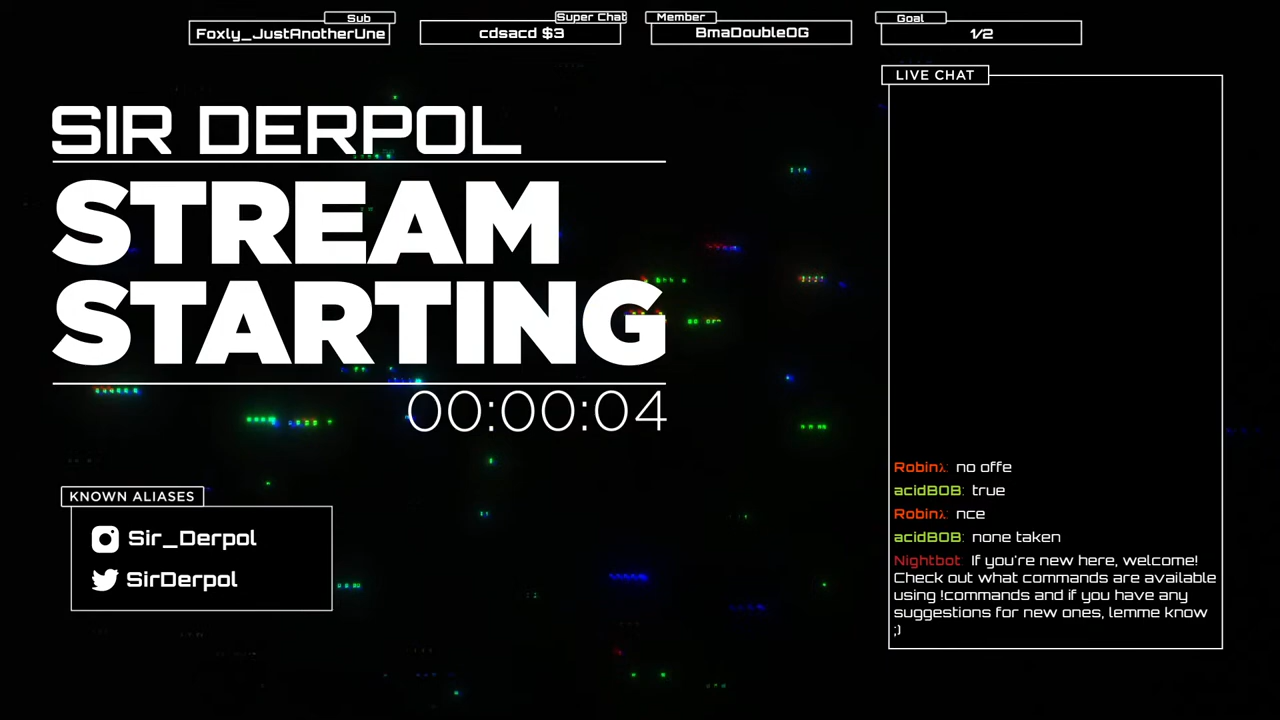 Sub
Foxly_JustAnotherUne
Super Chat
cdsacd $3
Member
BmaDoubleOG
Goal
1/2
LIVE CHAT
SIR DERPOL
STREAM
STARTING
00:00:04
KNOWN ALIASES
Sir_Derpol
SirDerpol
Robinλ: no offe
acidBOB: true
Robinλ: nce
acidBOB: none taken
Nightbot: If you're new here, welcome!
Check out what commands are available
using !commands and if you have any
suggestions for new ones, lemme know
;)